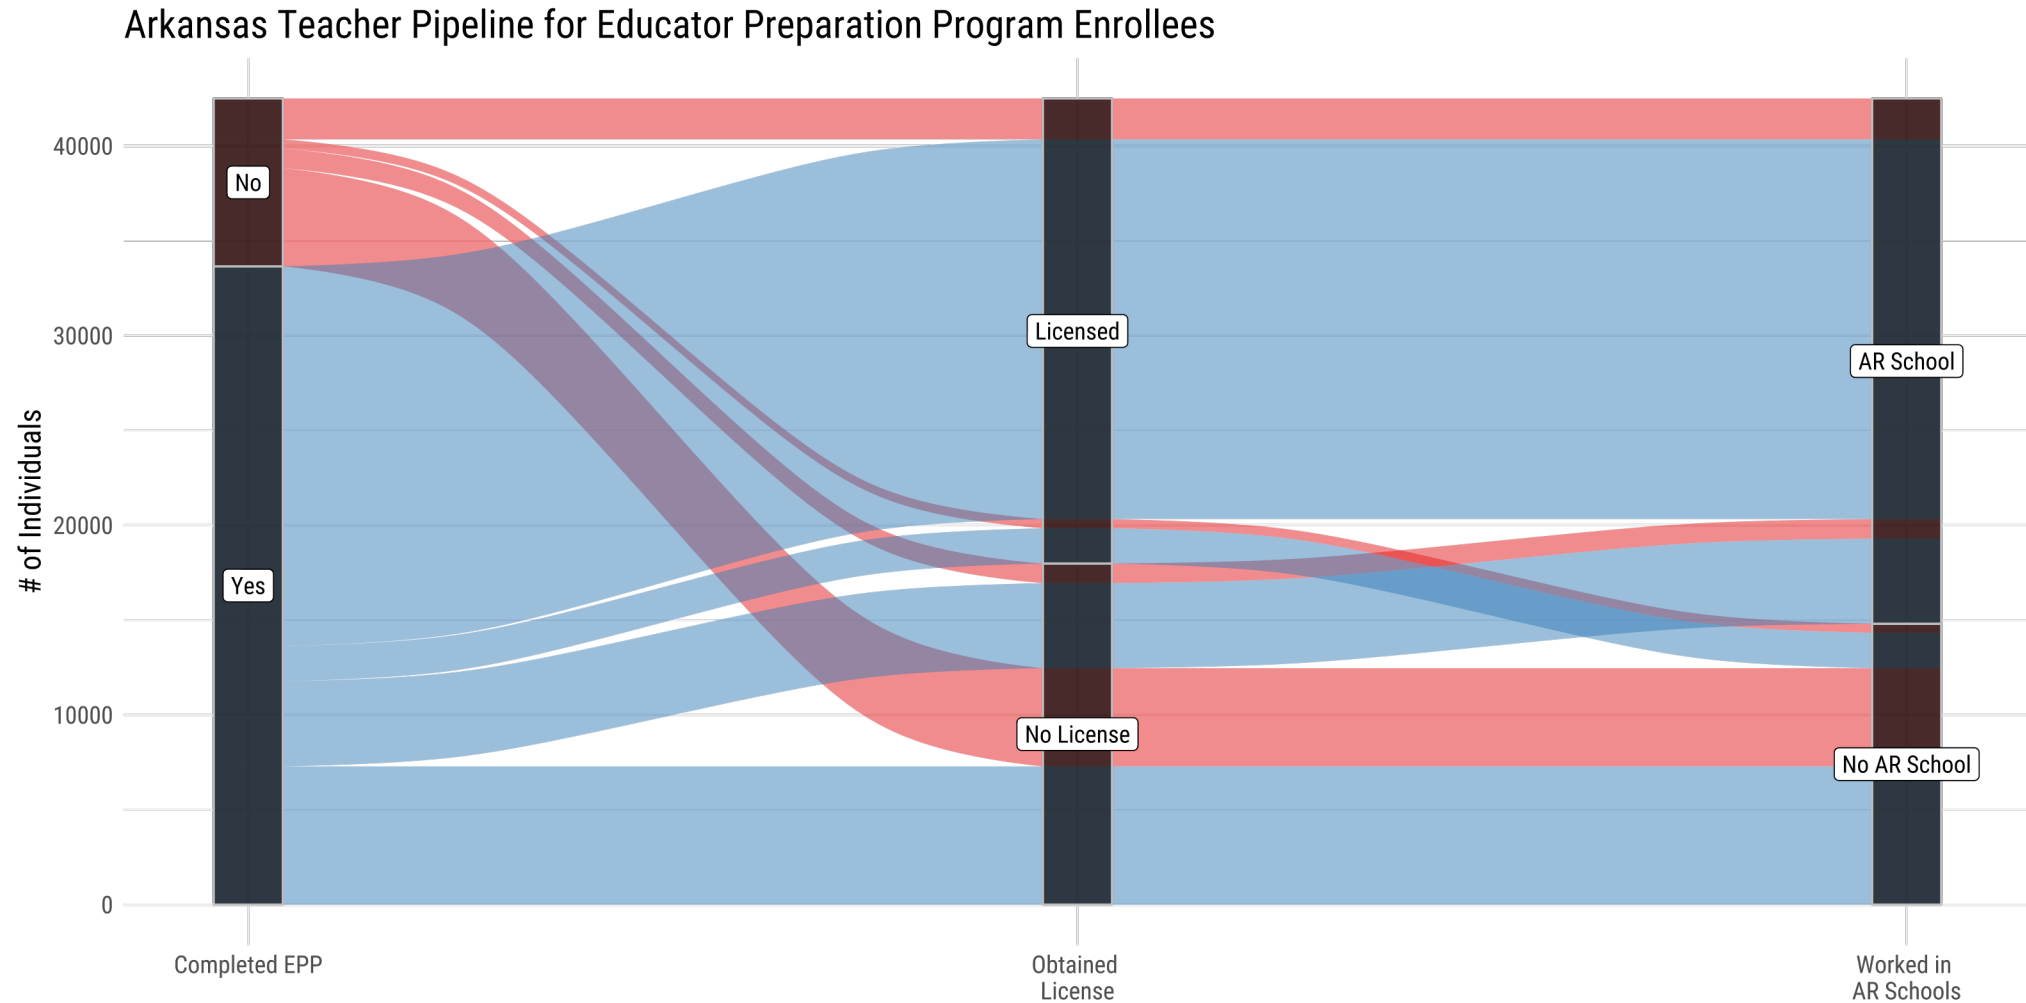 Arkansas Teacher Pipeline for Educator Preparation Program Enrollees
# of Individuals
40000
30000
20000
10000
0
No
Yes
Licensed
No License
AR School
No AR School
Completed EPP
Obtained
License
Worked in
AR Schools